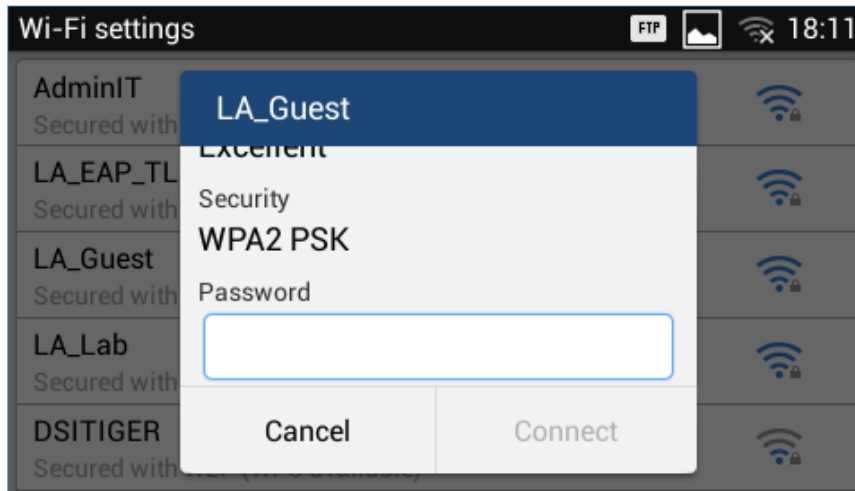 Wi-Fi settings FTP 18:11
AdminIT
Secured with
LA_EAP_TL
Secured with
LA_Guest
Secured with
LA_Lab
Secured with
DSITIGER
Secured with
LA_Guest
Excellent
Security
WPA2 PSK
Password
Cancel Connect